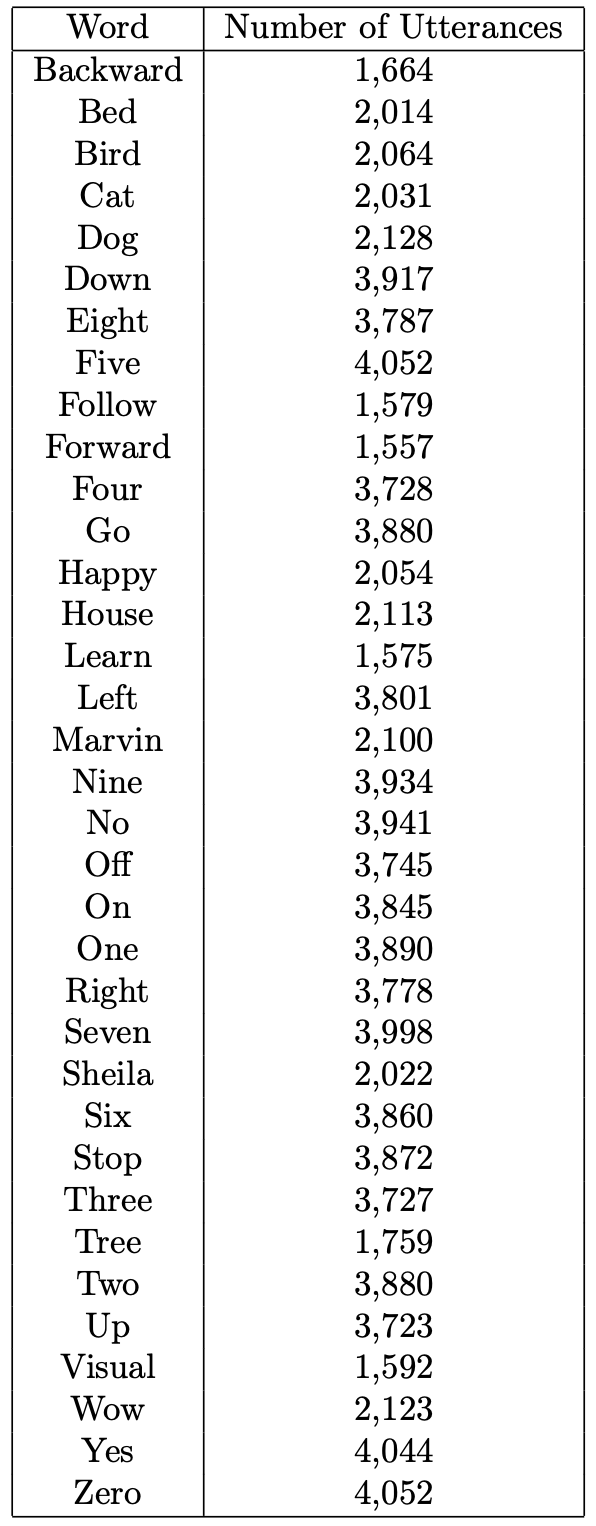 Word Number of Utterances
Backward 1,664
Bed 2,014
Bird 2,064
Cat 2,031
Dog 2,128
Down 3,917
Eight 3,787
Five 4,052
Follow 1,579
Forward 1,557
Four 3,728
Go 3,880
Happy 2,054
House 2,113
Learn 1,575
Left 3,801
Marvin 2,100
Nine 3,934
No 3,941
Off 3,745
On 3,845
One 3,890
Right 3,778
Seven 3,998
Sheila 2,022
Six 3,860
Stop 3,872
Three 3,727
Tree 1,759
Two 3,880
Up 3,723
Visual 1,592
Wow 2,123
Yes 4,044
Zero 4,052